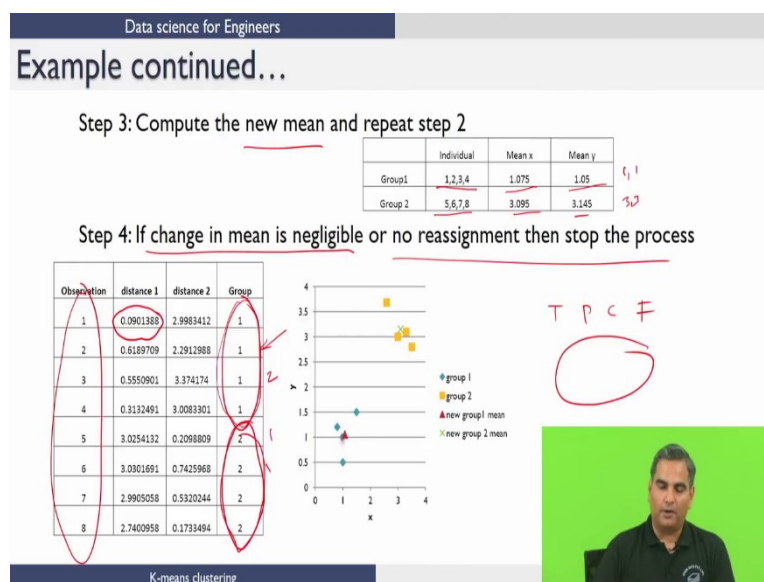 Data science for Engineers
Example continued...
Step 3: Compute the new mean and repeat step 2
Individual Mean x Mean y
Group1 1,2,3,4 1.075 1.05 1,1
Group 2 5,6,7,8 3.095 3.145 3,3
Step 4: If change in mean is negligible or no reassignment then stop the process
Observation distance 1 distance 2 Group
1 0.0901388 2.9983412 1
2 0.6189709 2.2912988 1
3 0.5550901 3.374174 1 2
4 0.3132491 3.0083301 1
5 3.0254132 0.2098809 2 1
6 3.0301691 0.7425968 2 1
7 2.9905058 0.5320244 2
8 2.7400958 0.1733494 2
4
3.5
3
2.5
y 2
1.5
1
0.5
0
0 1 2 3 4
x
group 1
group 2
new group1 mean
new group 2 mean
T P C F
K-means clustering